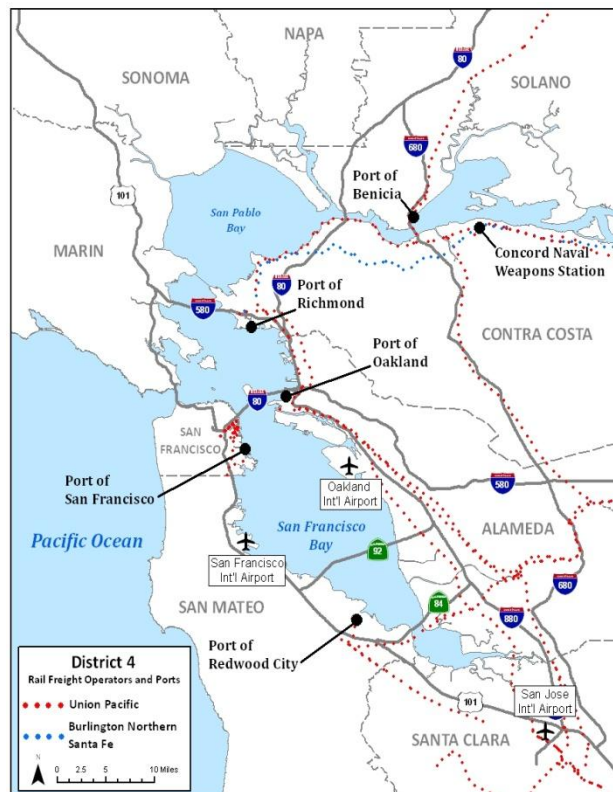 NAPA
SONOMA
SOLANO
80
680
101
Port of
Benicia
San Pablo
Bay
MARIN
Concord Naval
Weapons Station
80
Port of
Richmond
580
CONTRA COSTA
Port of
Oakland
80
SAN
FRANCISCO
Port of
San Francisco
Oakland
Int'l Airport
580
San Francisco
Bay
ALAMEDA
Pacific Ocean
92
San Francisco
Int'l Airport
680
84
SAN MATEO
880
Port of
Redwood City
District 4
Rail Freight Operators and Ports
Union Pacific
Burlington Northern
Santa Fe
N
0 2.5 5 10 Miles
101
San Jose
Int'l Airport
SANTA CLARA